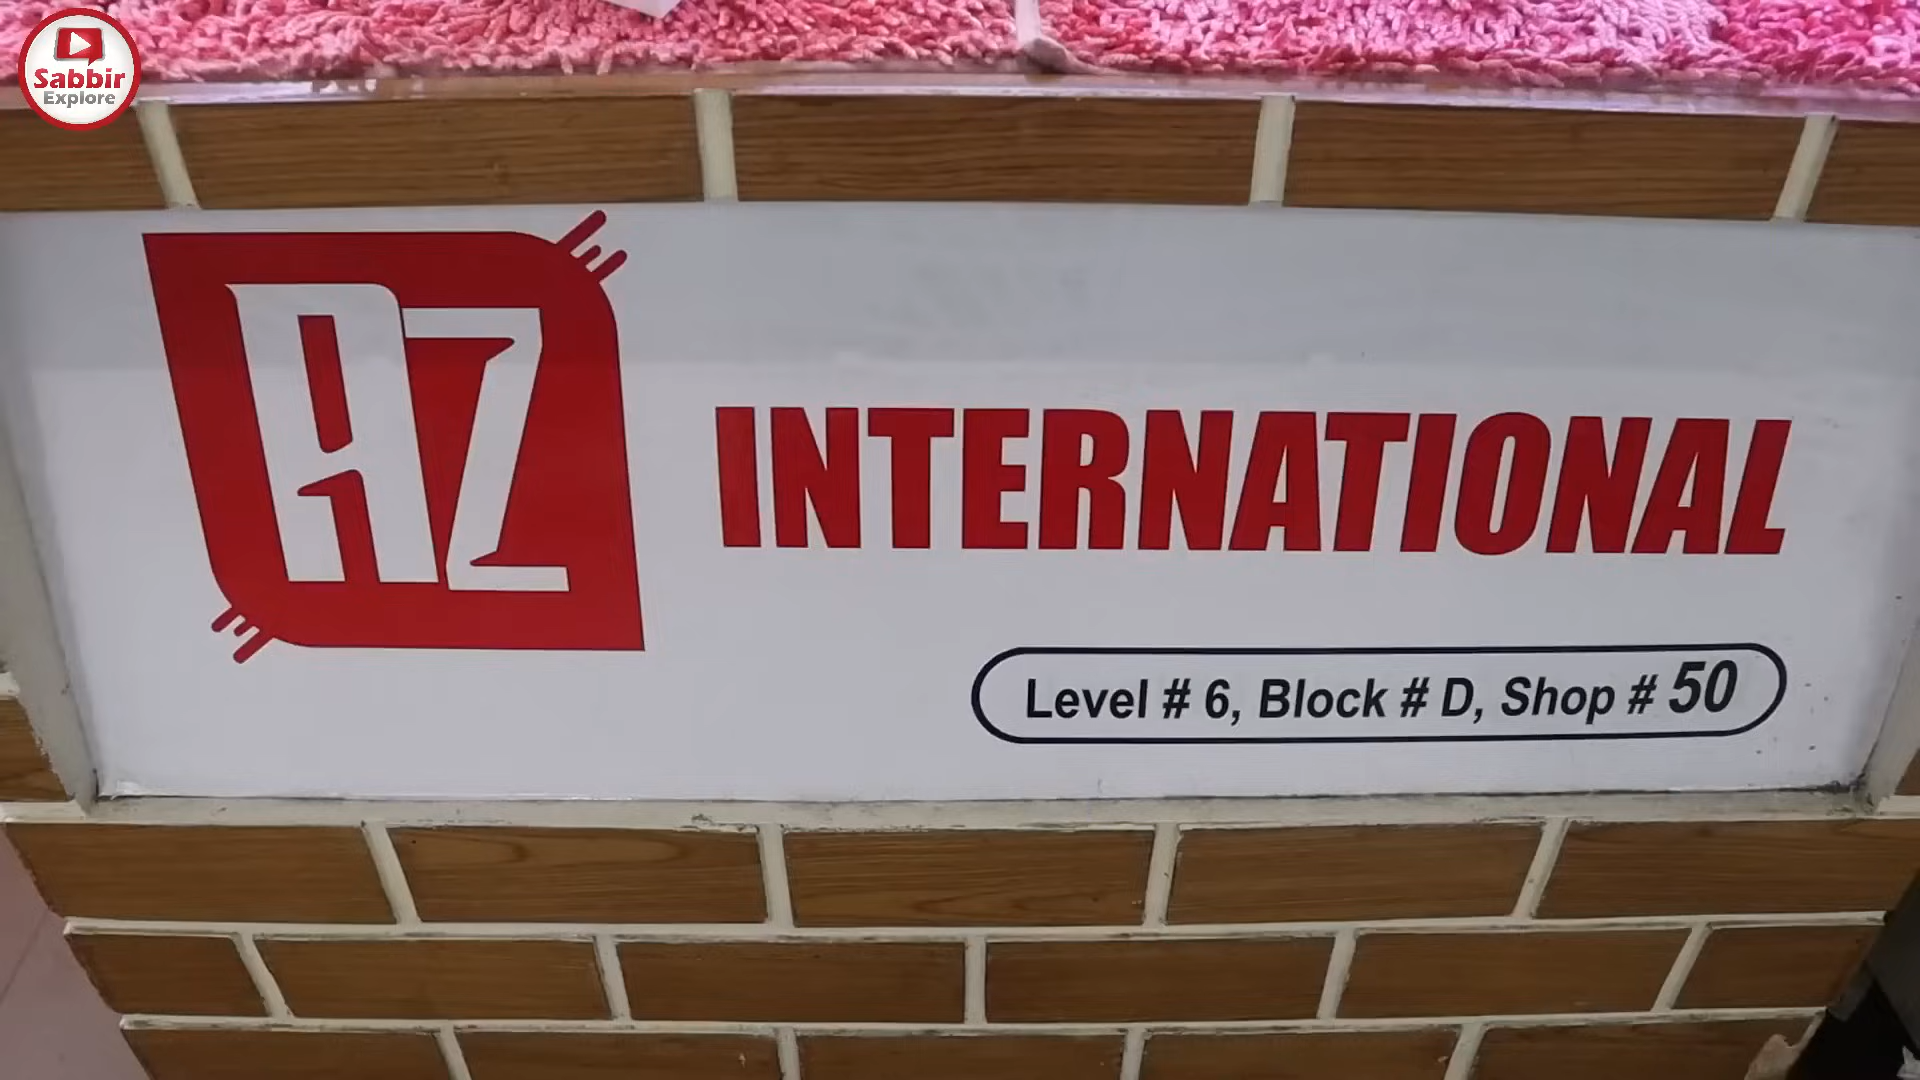 Sabbir
Explore
AZ
INTERNATIONAL
Level # 6, Block # D, Shop # 50